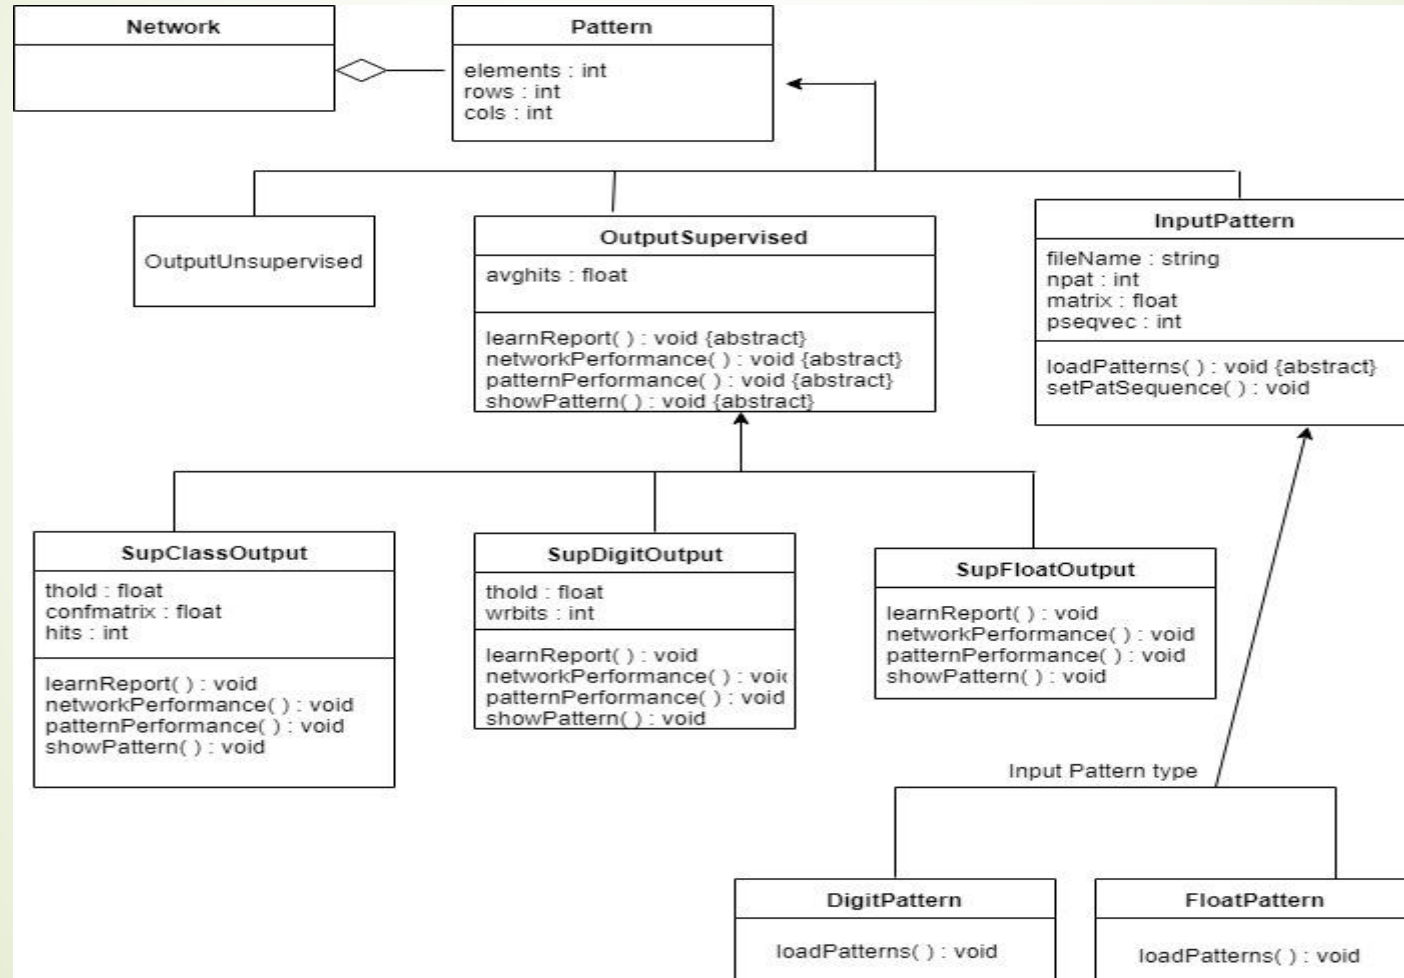 Network
Pattern
elements : int
rows : int
cols : int
OutputUnsupervised
OutputSupervised
avghits : float
learnReport( ) : void {abstract}
networkPerformance( ) : void {abstract}
patternPerformance( ) : void {abstract}
showPattern( ) : void {abstract}
InputPattern
fileName : string
npat : int
matrix : float
pseqvec : int
loadPatterns( ) : void {abstract}
setPatSequence( ) : void
SupClassOutput
thold : float
confmatrix : float
hits : int
learnReport( ) : void
networkPerformance( ) : void
patternPerformance( ) : void
showPattern( ) : void
SupDigitOutput
thold : float
wrbits : int
learnReport( ) : void
networkPerformance( ) : void
patternPerformance( ) : void
showPattern( ) : void
SupFloatOutput
learnReport( ) : void
networkPerformance( ) : void
patternPerformance( ) : void
showPattern( ) : void
Input Pattern type
DigitPattern
loadPatterns( ) : void
FloatPattern
loadPatterns( ) : void